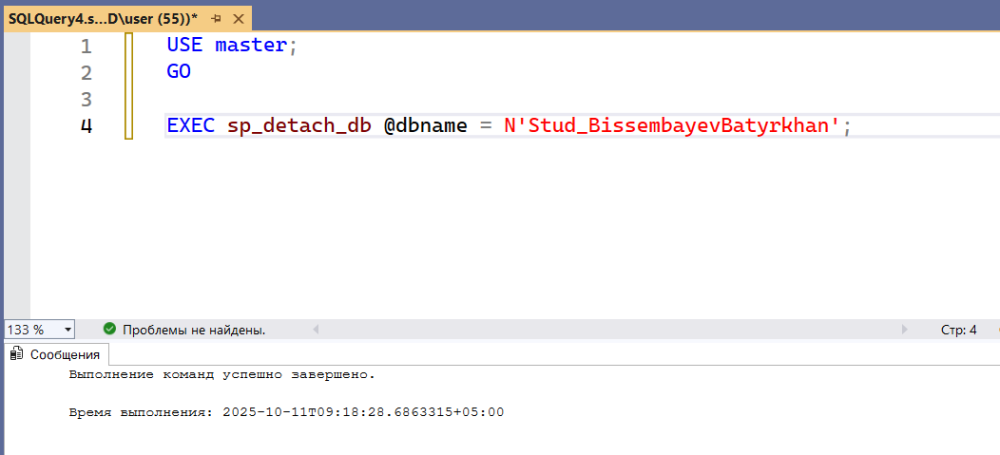 SQLQuery4.s...D\user (55))*
1 USE master;
2 GO
3
4 EXEC sp_detach_db @dbname = N'Stud_BissembayevBatyrkhan';
133 % Проблемы не найдены. Стр: 4
Сообщения
Выполнение команд успешно завершено.
Время выполнения: 2025-10-11T09:18:28.6863315+05:00